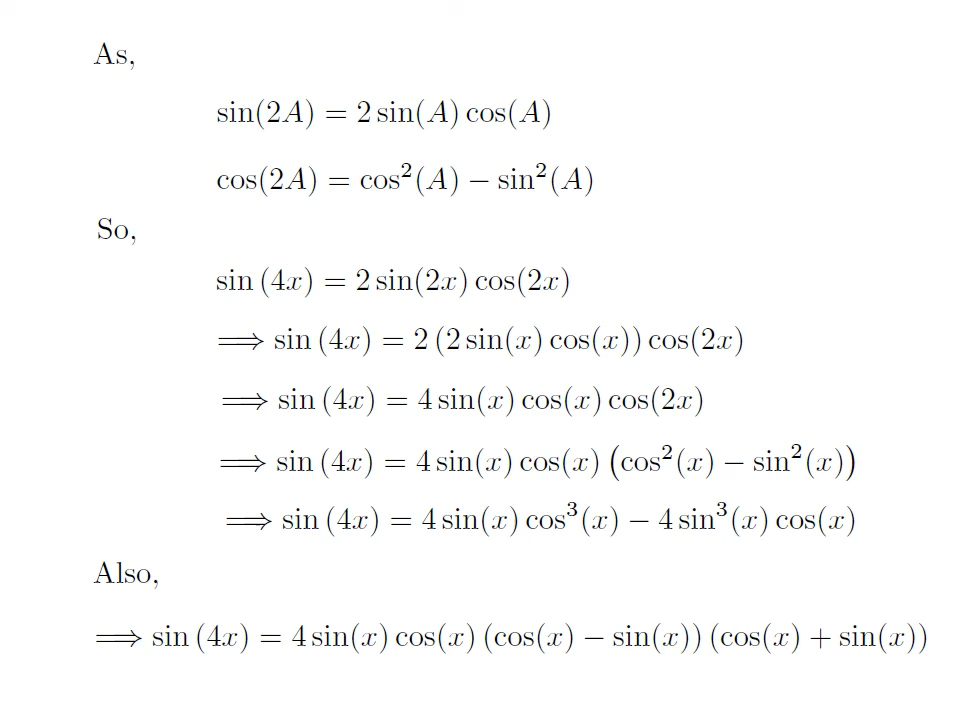 As,
sin(2A) = 2 sin(A) cos(A)
cos(2A) = cos²(A) − sin²(A)
So,
sin (4x) = 2 sin(2x) cos(2x)
⟹ sin (4x) = 2 (2 sin(x) cos(x)) cos(2x)
⟹ sin (4x) = 4 sin(x) cos(x) cos(2x)
⟹ sin (4x) = 4 sin(x) cos(x) (cos²(x) − sin²(x))
⟹ sin (4x) = 4 sin(x) cos³(x) − 4 sin³(x) cos(x)
Also,
⟹ sin (4x) = 4 sin(x) cos(x) (cos(x) − sin(x)) (cos(x) + sin(x))